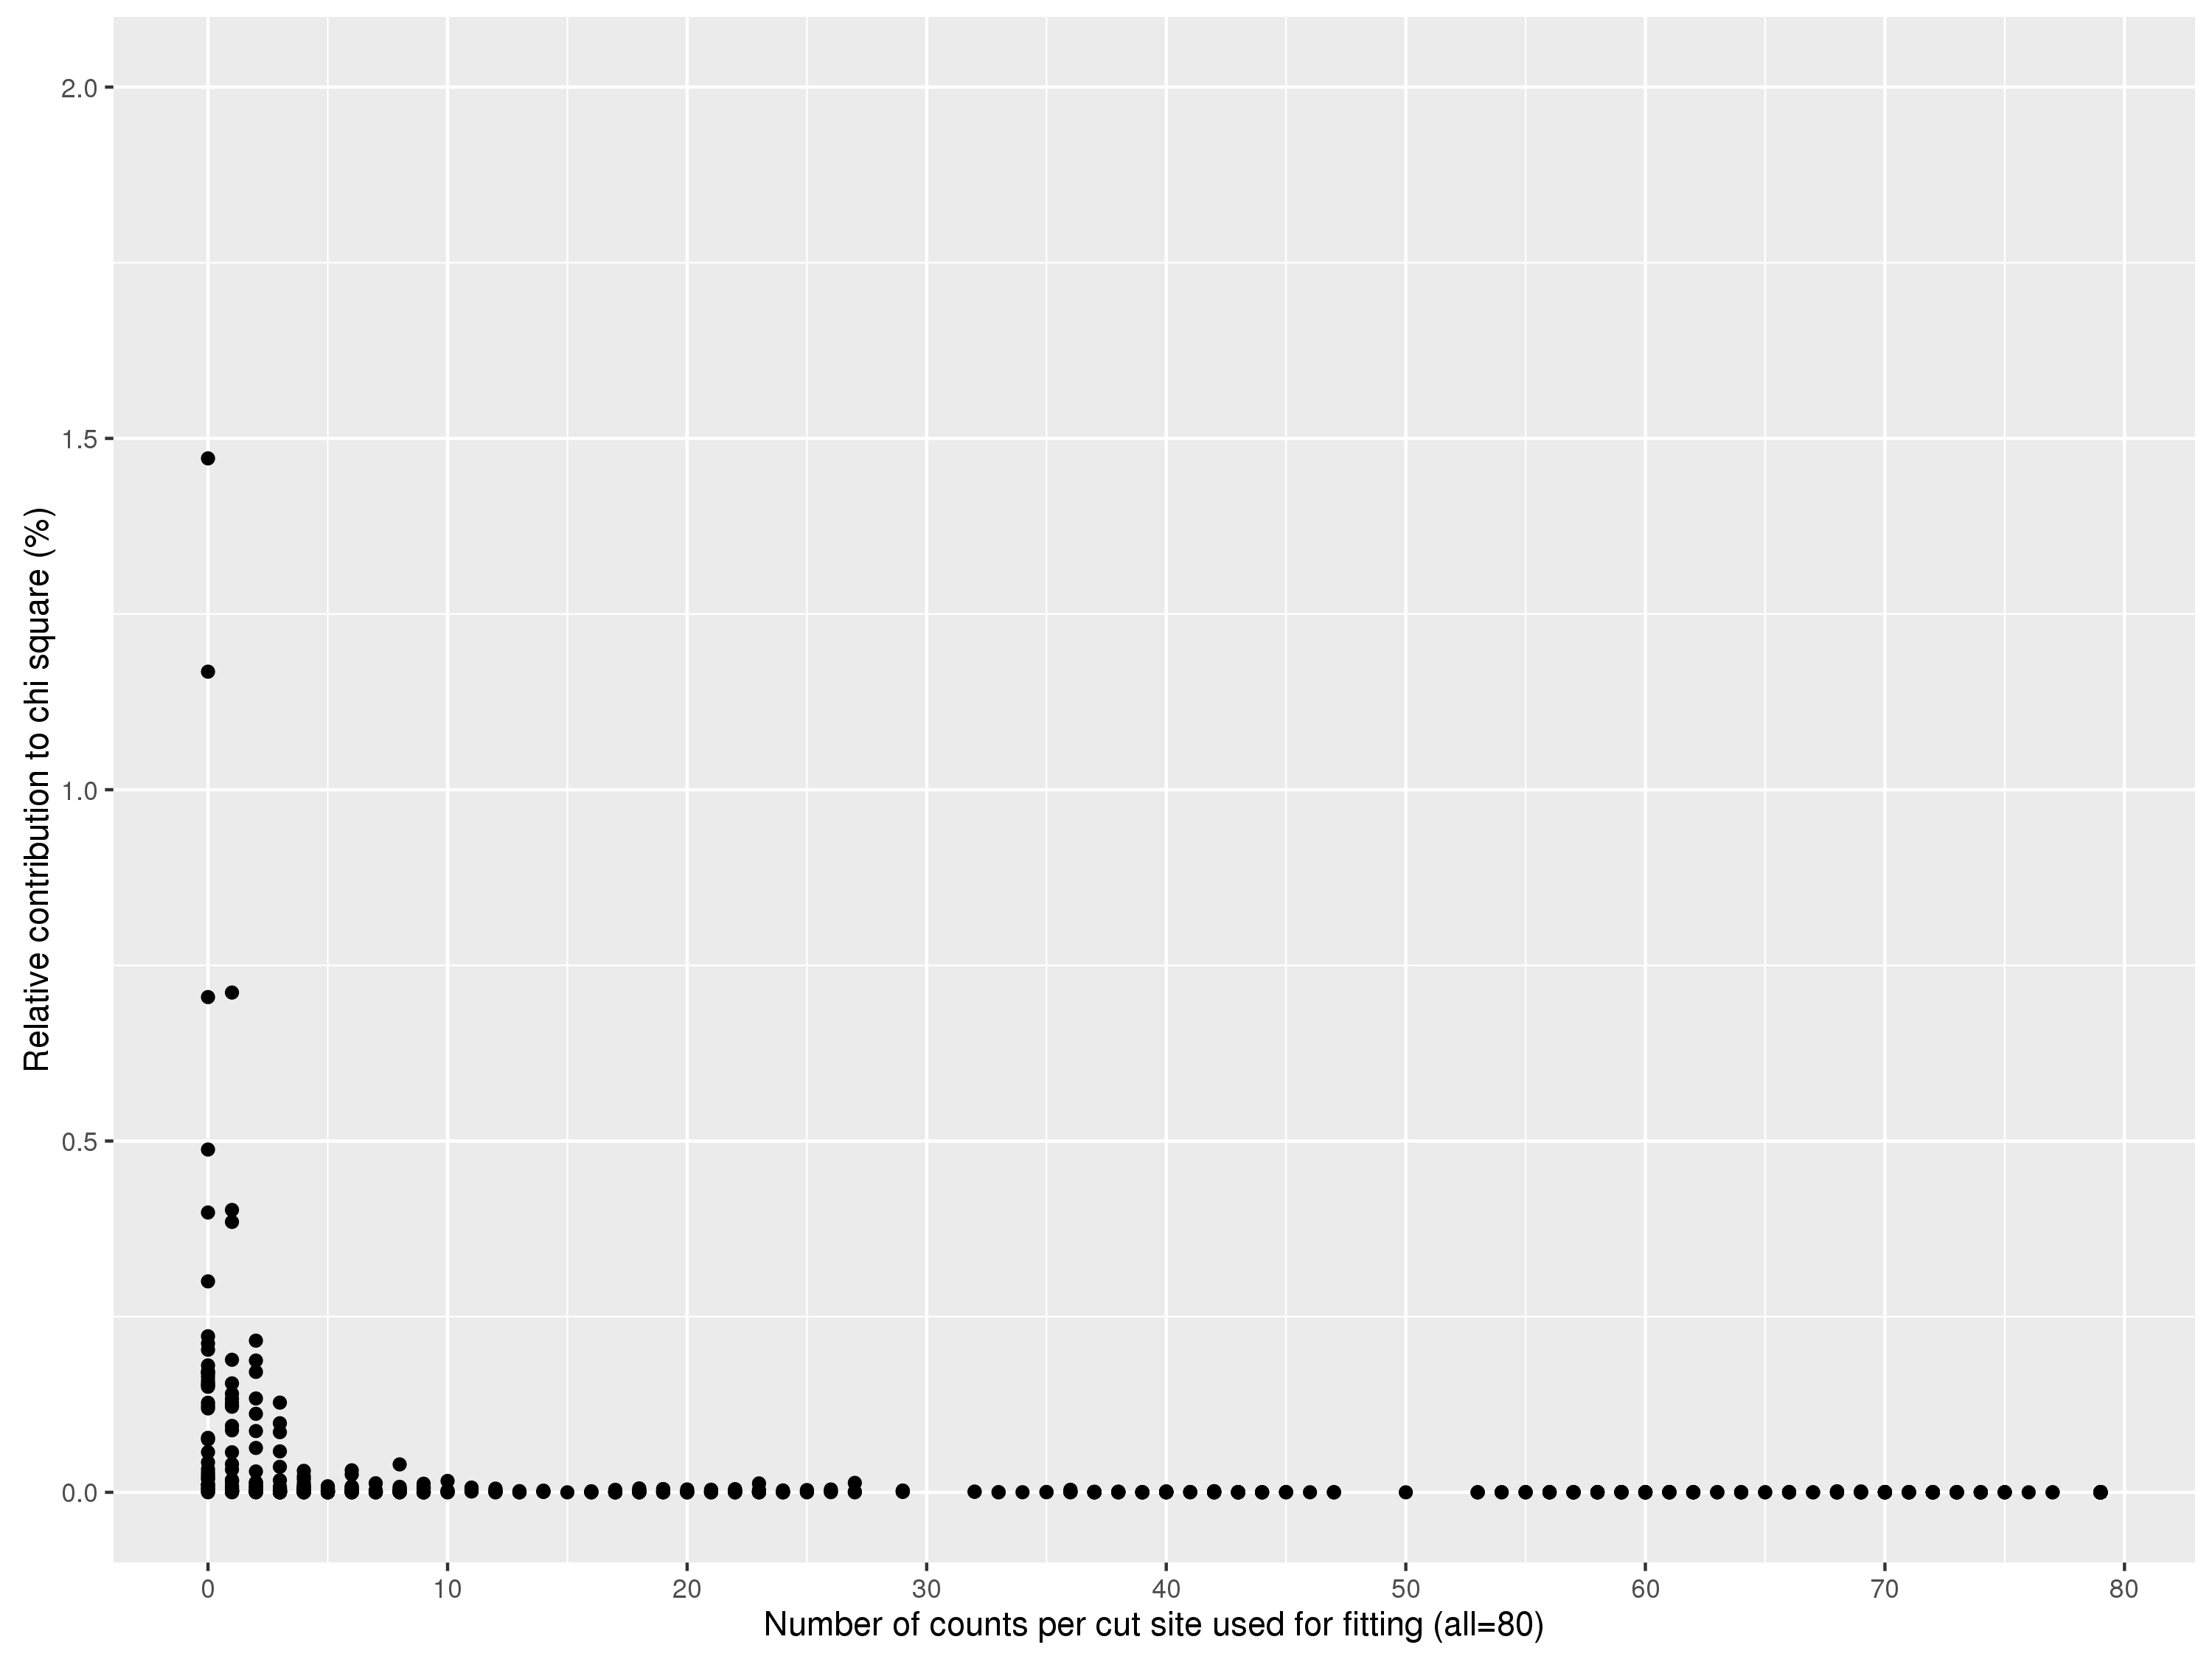 2.0
1.5
1.0
0.5
0.0
Relative contribution to chi square (%)
0 10 20 30 40 50 60 70 80
Number of counts per cut site used for fitting (all=80)